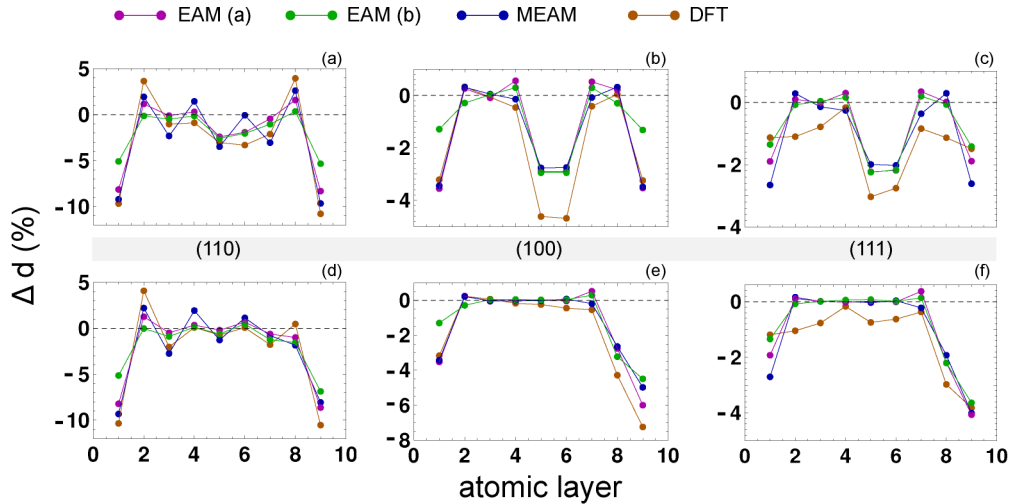 EAM (a) EAM (b) MEAM DFT
(a) (b) (c)
5 0 -5 -10
0 -2 -4
0 -2 -4
Δ d (%)
(110) (100) (111)
(d) (e) (f)
5 0 -5 -10
0 -2 -4 -6 -8
0 -2 -4
0 2 4 6 8 10 0 2 4 6 8 10 0 2 4 6 8 10
atomic layer